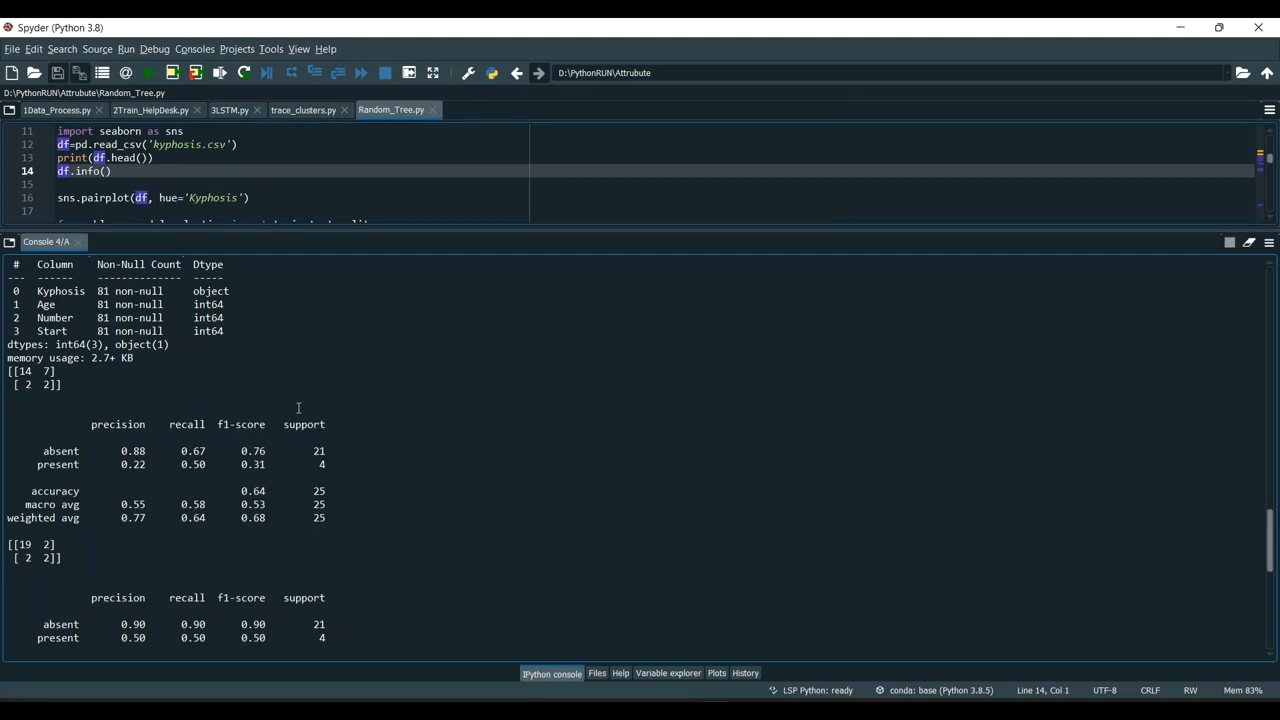 Spyder (Python 3.8)
File Edit Search Source Run Debug Consoles Projects Tools View Help
D:\PythonRUN\Attrubute
D:\PythonRUN\Attrubute\Random_Tree.py
1Data_Process.py 2Train_HelpDesk.py 3LSTM.py trace_clusters.py Random_Tree.py
11 import seaborn as sns
12 df=pd.read_csv('kyphosis.csv')
13 print(df.head())
14 df.info()
15
16 sns.pairplot(df, hue='Kyphosis')
17
Console 4/A
# Column Non-Null Count Dtype
--- ------ -------------- -----
0 Kyphosis 81 non-null object
1 Age 81 non-null int64
2 Number 81 non-null int64
3 Start 81 non-null int64
dtypes: int64(3), object(1)
memory usage: 2.7+ KB
[[14 7]
[ 2 2]]
precision recall f1-score support
absent 0.88 0.67 0.76 21
present 0.22 0.50 0.31 4
accuracy 0.64 25
macro avg 0.55 0.58 0.53 25
weighted avg 0.77 0.64 0.68 25
[[19 2]
[ 2 2]]
precision recall f1-score support
absent 0.90 0.90 0.90 21
present 0.50 0.50 0.50 4
IPython console Files Help Variable explorer Plots History
LSP Python: ready conda: base (Python 3.8.5) Line 14, Col 1 UTF-8 CRLF RW Mem 83%